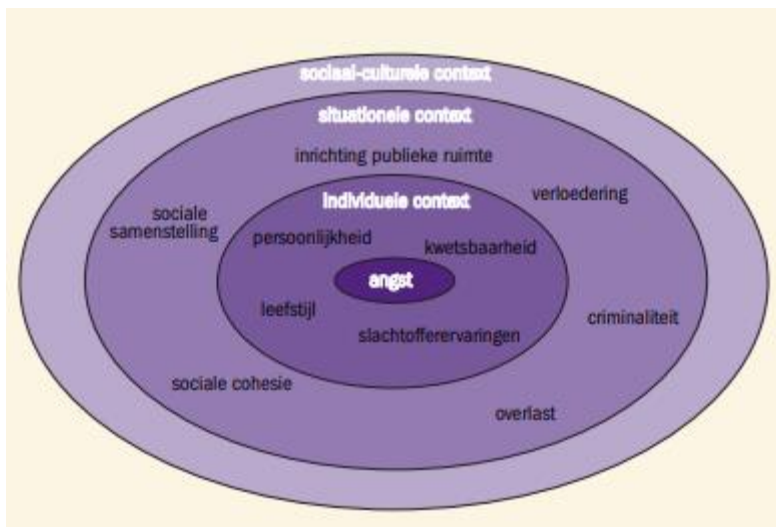 sociaal-culturele context
situationele context
inrichting publieke ruimte
individuele context
verloedering
sociale
samenstelling
persoonlijkheid
kwetsbaarheid
angst
leefstijl
criminaliteit
slachtofferervaringen
sociale cohesie
overlast